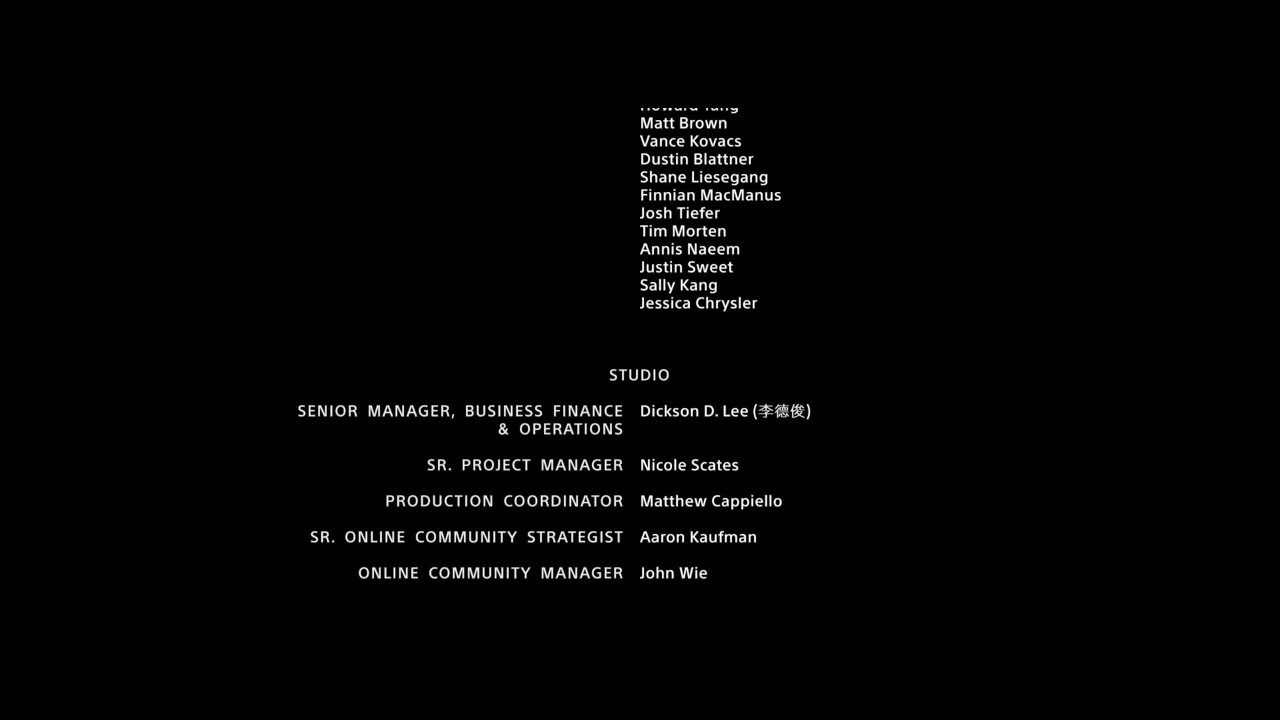 Matt Brown
Vance Kovacs
Dustin Blattner
Shane Liesegang
Finnian MacManus
Josh Tiefer
Tim Morten
Annis Naeem
Justin Sweet
Sally Kang
Jessica Chrysler
STUDIO
SENIOR MANAGER, BUSINESS FINANCE Dickson D. Lee (李德俊)
& OPERATIONS
SR. PROJECT MANAGER Nicole Scates
PRODUCTION COORDINATOR Matthew Cappiello
SR. ONLINE COMMUNITY STRATEGIST Aaron Kaufman
ONLINE COMMUNITY MANAGER John Wie